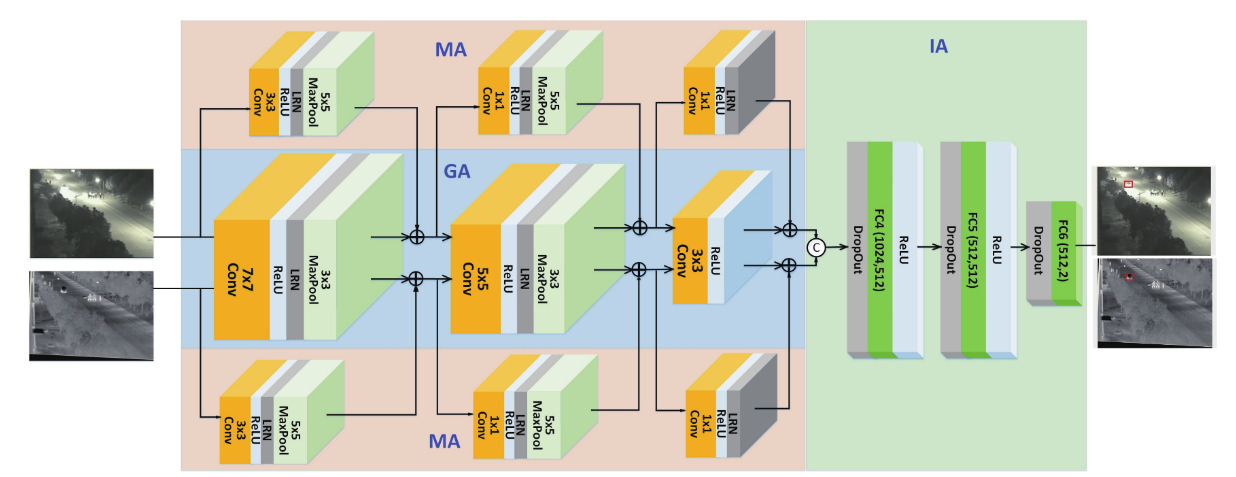 MA
IA
3x3
Conv
ReLU
LRN
5x5
MaxPool
1x1
Conv
ReLU
LRN
5x5
MaxPool
1x1
Conv
ReLU
LRN
GA
7x7
Conv
ReLU
LRN
3x3
MaxPool
5x5
Conv
ReLU
LRN
3x3
MaxPool
3x3
Conv
ReLU
C
DropOut
FC4 (1024,512)
ReLU
DropOut
FC5 (512,512)
ReLU
DropOut
FC6 (512,2)
3x3
Conv
ReLU
LRN
5x5
MaxPool
MA
1x1
Conv
ReLU
LRN
5x5
MaxPool
1x1
Conv
ReLU
LRN